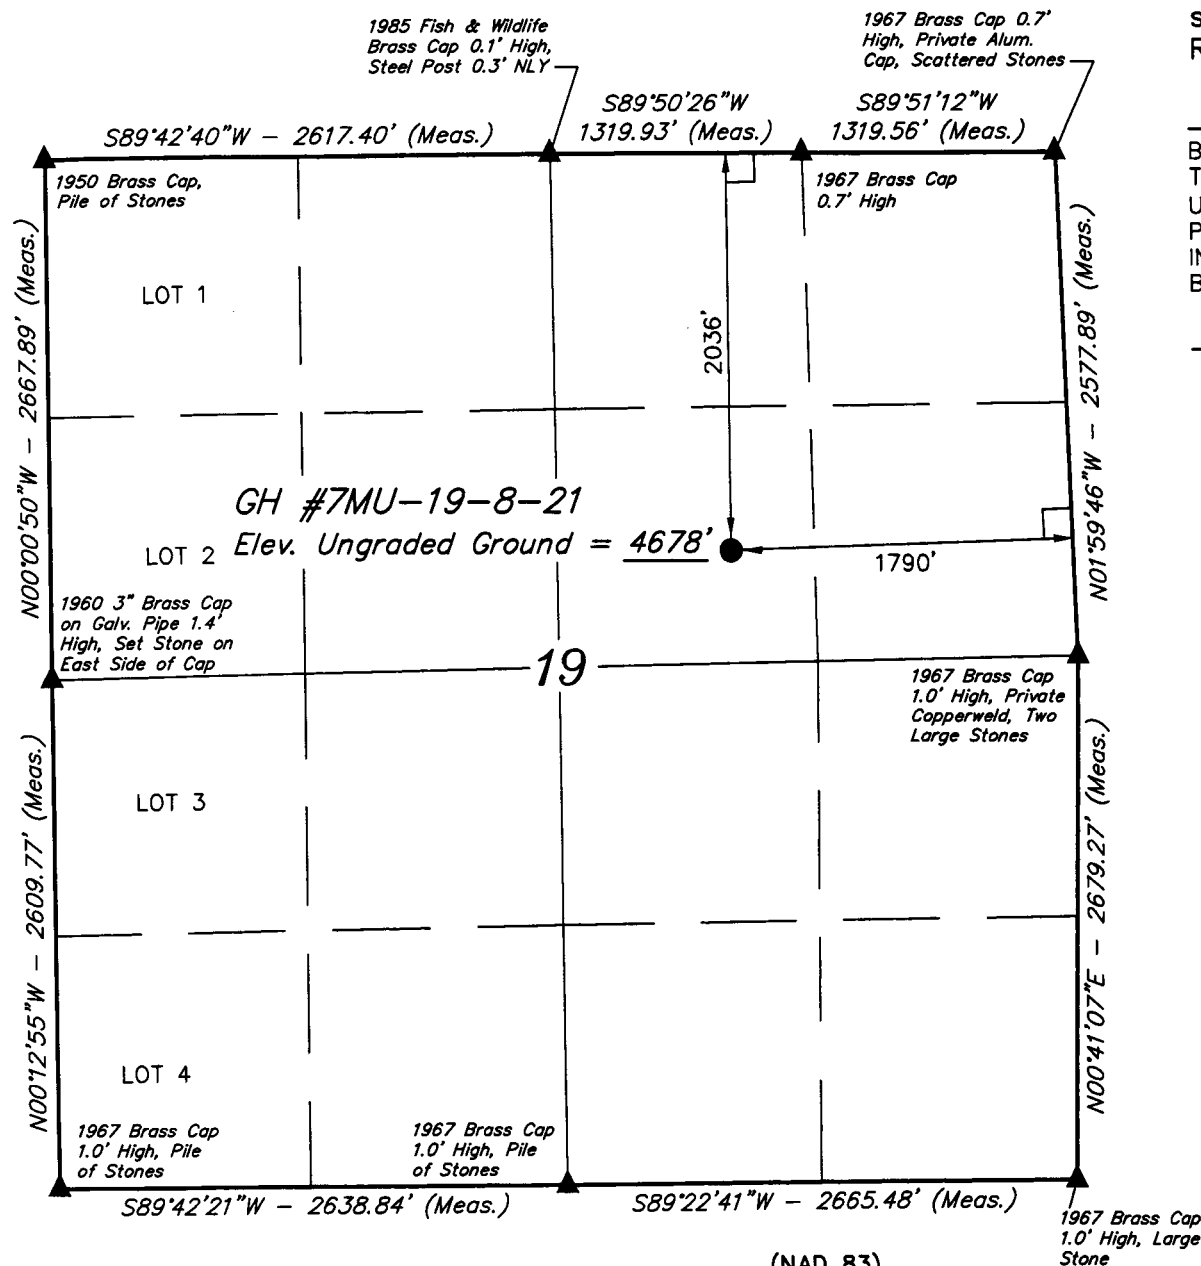 1985 Fish & Wildlife
Brass Cap 0.1' High,
Steel Post 0.3' NLY
1967 Brass Cap 0.7'
High, Private Alum.
Cap, Scattered Stones
S
R
S89°42'40"W – 2617.40' (Meas.)
S89°50'26"W
1319.93' (Meas.)
S89°51'12"W
1319.56' (Meas.)
B
T
U
P
IN
B
1950 Brass Cap,
Pile of Stones
1967 Brass Cap
0.7' High
N00°00'50"W – 2667.89' (Meas.)
LOT 1
2036'
N01°59'46"W – 2577.89' (Meas.)
GH #7MU-19-8-21
LOT 2
Elev. Ungraded Ground = 4678'
1790'
1960 3" Brass Cap
on Galv. Pipe 1.4'
High, Set Stone on
East Side of Cap
19
1967 Brass Cap
1.0' High, Private
Copperweld, Two
Large Stones
N00°12'55"W – 2609.77' (Meas.)
LOT 3
N00°41'07"E – 2679.27' (Meas.)
LOT 4
1967 Brass Cap
1.0' High, Pile
of Stones
1967 Brass Cap
1.0' High, Pile
of Stones
S89°42'21"W – 2638.84' (Meas.)
S89°22'41"W – 2665.48' (Meas.)
1967 Brass Cap
1.0' High, Large
Stone
(NAD 83)